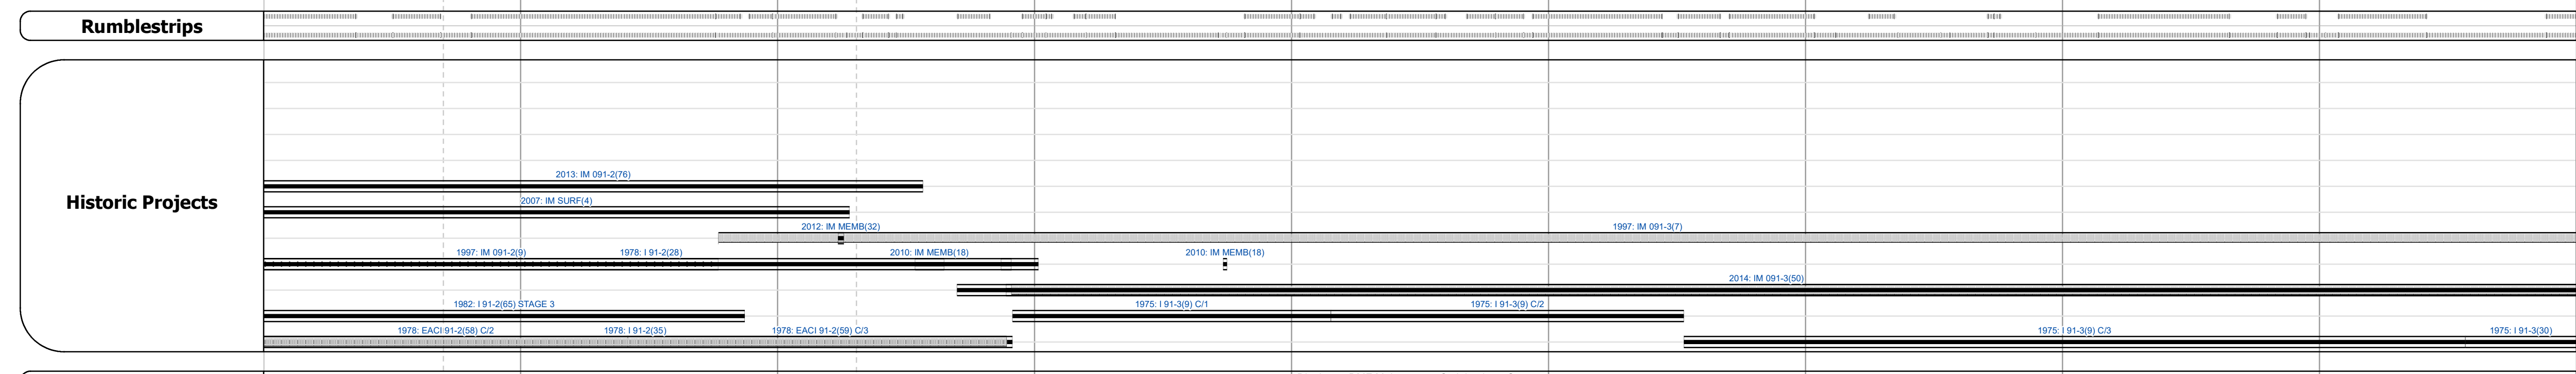 Rumblestrips
Historic Projects
2013: IM 091-2(76)
2007: IM SURF(4)
2012: IM MEMB(32) 1997: IM 091-3(7)
1997: IM 091-2(9) 1978: I 91-2(28) 2010: IM MEMB(18) 2010: IM MEMB(18)
2014: IM 091-3(50)
1982: I 91-2(65) STAGE 3 1975: I 91-3(9) C/1 1975: I 91-3(9) C/2
1978: EACI 91-2(58) C/2 1978: I 91-2(35) 1978: EACI 91-2(59) C/3 1975: I 91-3(9) C/3 1975: I 91-3(30)